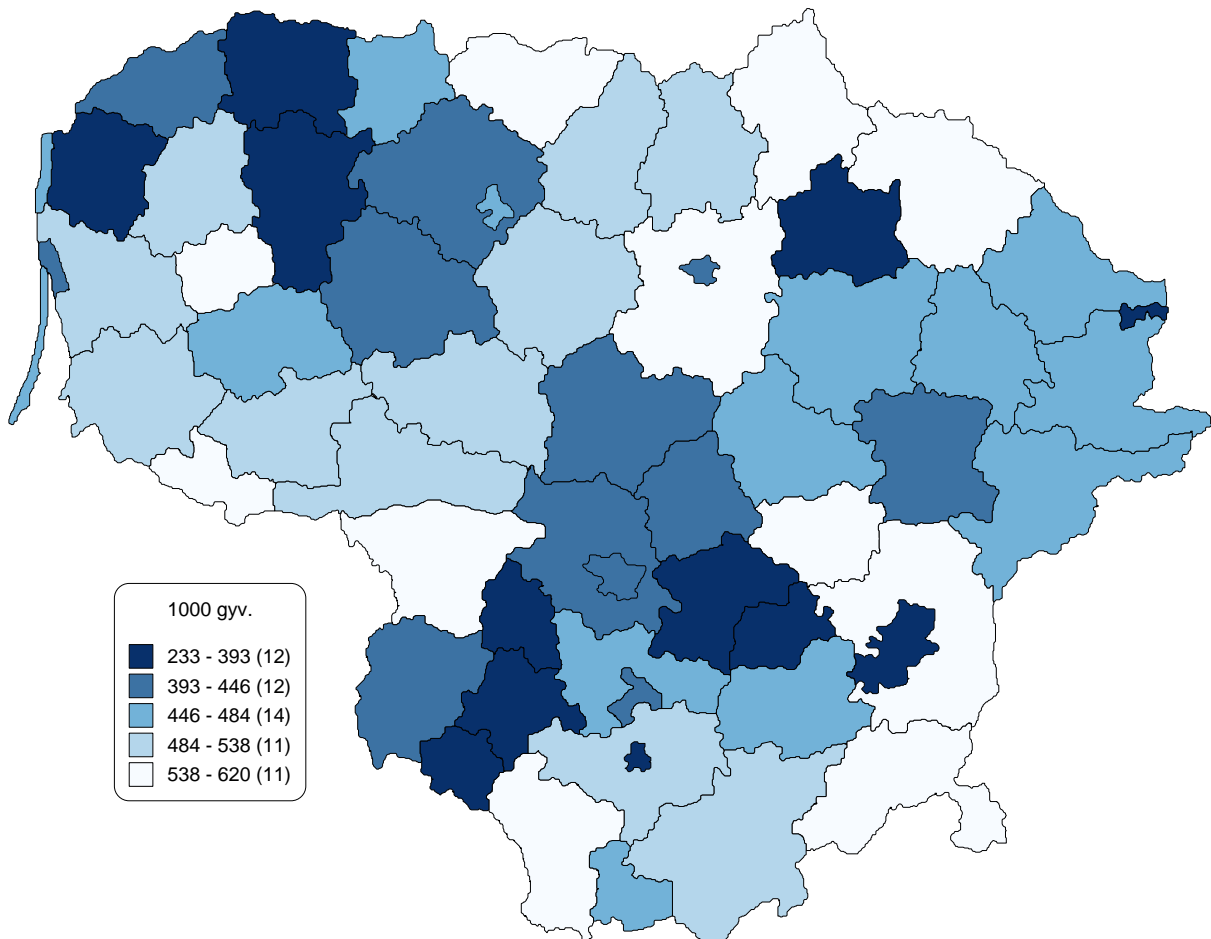 1000 gyv.
233 - 393 (12)
393 - 446 (12)
446 - 484 (14)
484 - 538 (11)
538 - 620 (11)